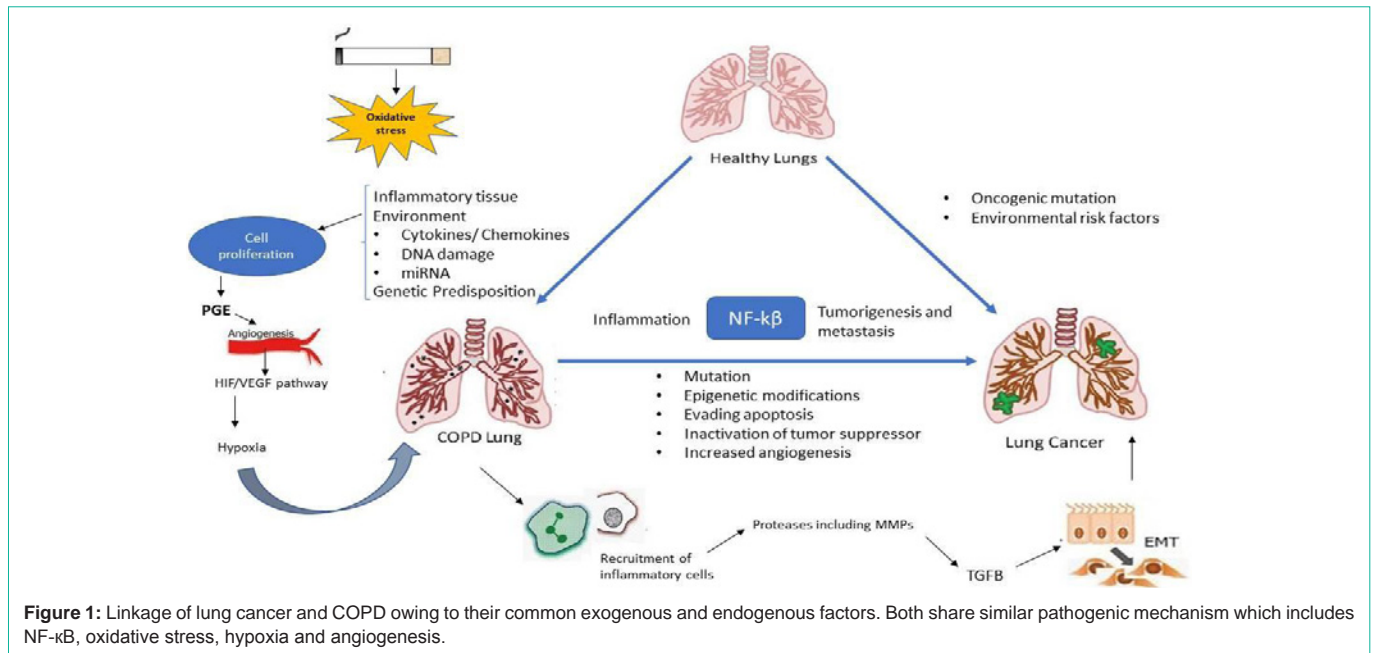 Oxidative
stress
Healthy Lungs
Inflammatory tissue
Environment
• Cytokines/ Chemokines
• DNA damage
• miRNA
Genetic Predisposition
• Oncogenic mutation
• Environmental risk factors
Cell
proliferation
PGE
Angiogenesis
HIF/VEGF pathway
Hypoxia
COPD Lung
Inflammation
NF-kβ
Tumorigenesis and
metastasis
• Mutation
• Epigenetic modifications
• Evading apoptosis
• Inactivation of tumor suppressor
• Increased angiogenesis
Lung Cancer
Recruitment of
inflammatory cells
Proteases including MMPs
TGFB
EMT
Figure 1: Linkage of lung cancer and COPD owing to their common exogenous and endogenous factors. Both share similar pathogenic mechanism which includes
NF-κB, oxidative stress, hypoxia and angiogenesis.